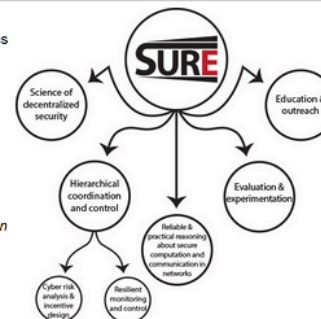 ns
SURE
Science of
decentralized
security
Education &
outreach
Hierarchical
coordination
and control
Evaluation &
experimentation
n
Reliable &
practical reasoning
about secure
computation and
communication in
networks
Cyber risk
analysis &
incentive
design
Resilient
monitoring
and control